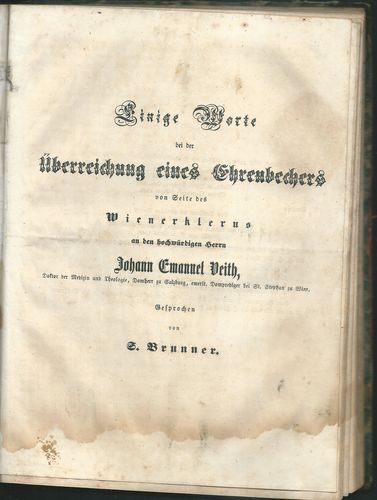 Einige Worte
bei der
Überreichung eines Ehrenbechers
von Seite des
Wienerklerus
an den hochwürdigen Herrn
Johann Emanuel Veith,
Doktor der Medizin und Theologie, Domherr zu Salzburg, emerit. Domprediger bei St. Stephan zu Wien.
Gesprochen
von
S. Brunner.